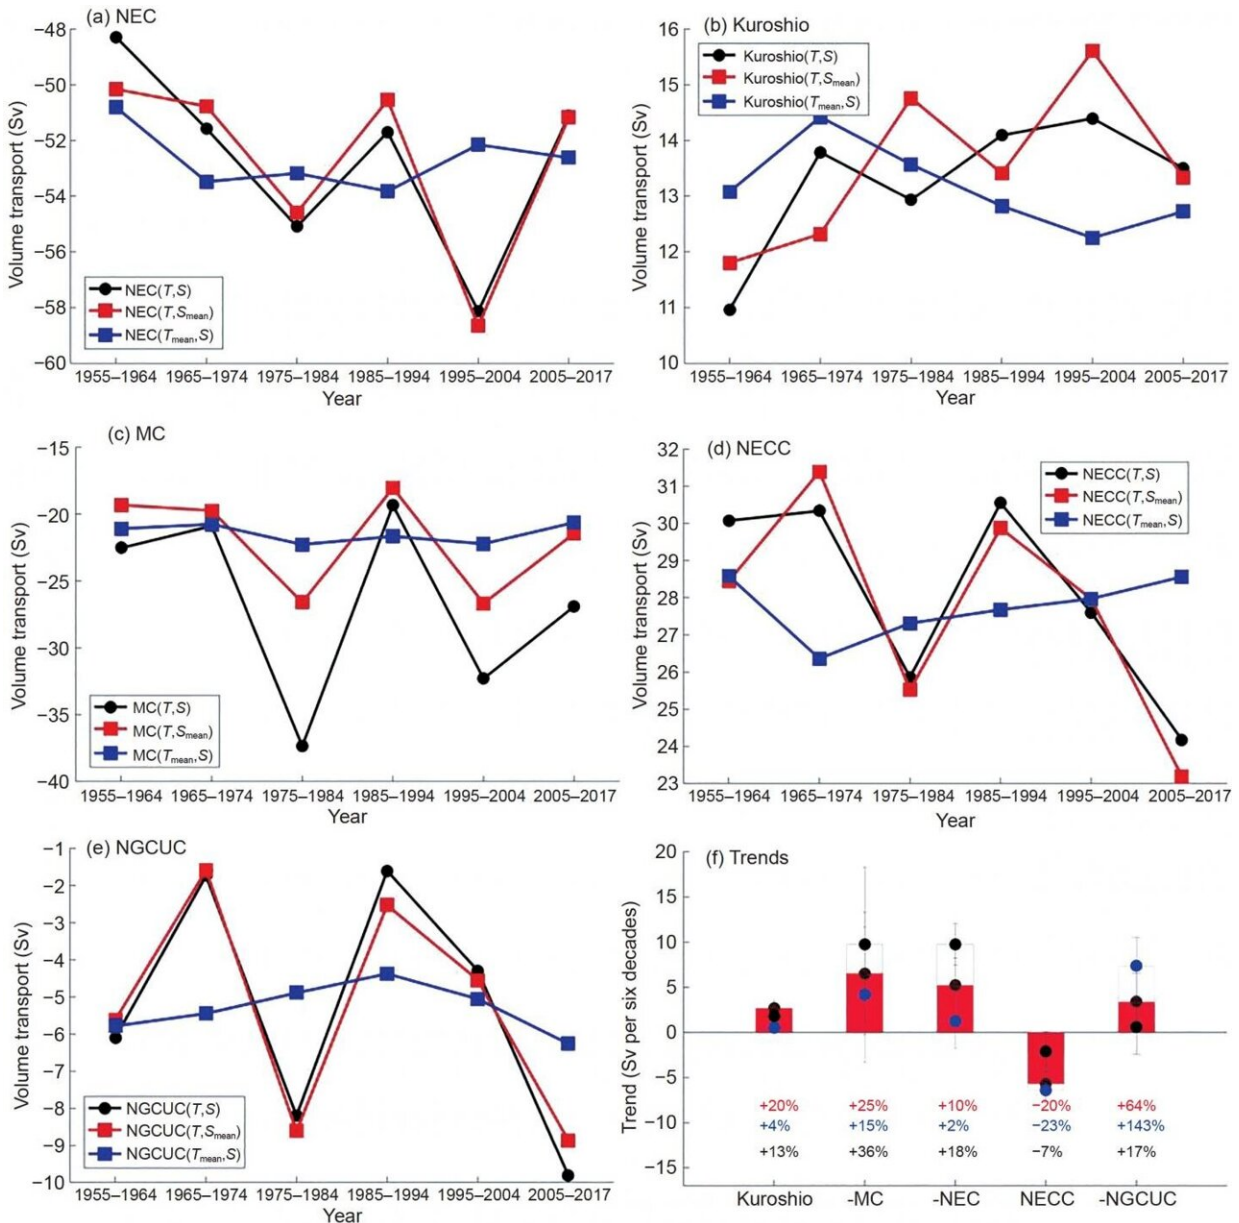 (a) NEC
Volume transport (Sv)
−48
−50
−52
−54
−56
−58
−60
NEC(T,S)
NEC(T,Smean)
NEC(Tmean,S)
1955–1964 1965–1974 1975–1984 1985–1994 1995–2004 2005–2017
Year
(b) Kuroshio
Volume transport (Sv)
16
15
14
13
12
11
10
Kuroshio(T,S)
Kuroshio(T,Smean)
Kuroshio(Tmean,S)
1955–1964 1965–1974 1975–1984 1985–1994 1995–2004 2005–2017
Year
(c) MC
Volume transport (Sv)
−15
−20
−25
−30
−35
−40
MC(T,S)
MC(T,Smean)
MC(Tmean,S)
1955–1964 1965–1974 1975–1984 1985–1994 1995–2004 2005–2017
Year
(d) NECC
Volume transport (Sv)
32
31
30
29
28
27
26
25
24
23
NECC(T,S)
NECC(T,Smean)
NECC(Tmean,S)
1955–1964 1965–1974 1975–1984 1985–1994 1995–2004 2005–2017
Year
(e) NGCUC
Volume transport (Sv)
−1
−2
−3
−4
−5
−6
−7
−8
−9
−10
NGCUC(T,S)
NGCUC(T,Smean)
NGCUC(Tmean,S)
1955–1964 1965–1974 1975–1984 1985–1994 1995–2004 2005–2017
Year
(f) Trends
Trend (Sv per six decades)
20
15
10
5
0
−5
−10
−15
+20% +25% +10% −20% +64%
+4% +15% +2% −23% +143%
+13% +36% +18% −7% +17%
Kuroshio -MC -NEC NECC -NGCUC